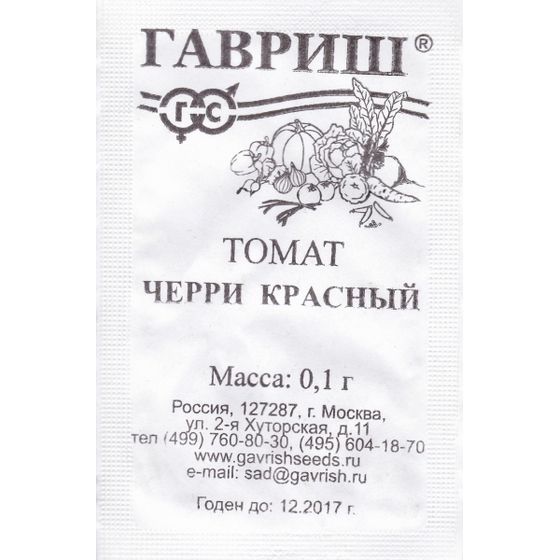 ГАВРИШ®
ГС
ТОМАТ
ЧЕРРИ КРАСНЫЙ
Масса: 0,1 г
Россия, 127287, г. Москва,
ул. 2-я Хуторская, д.11
тел (499) 760-80-30, (495) 604-18-70
www.gavrishseeds.ru
e-mail: sad@gavrish.ru
Годен до: 12.2017 г.